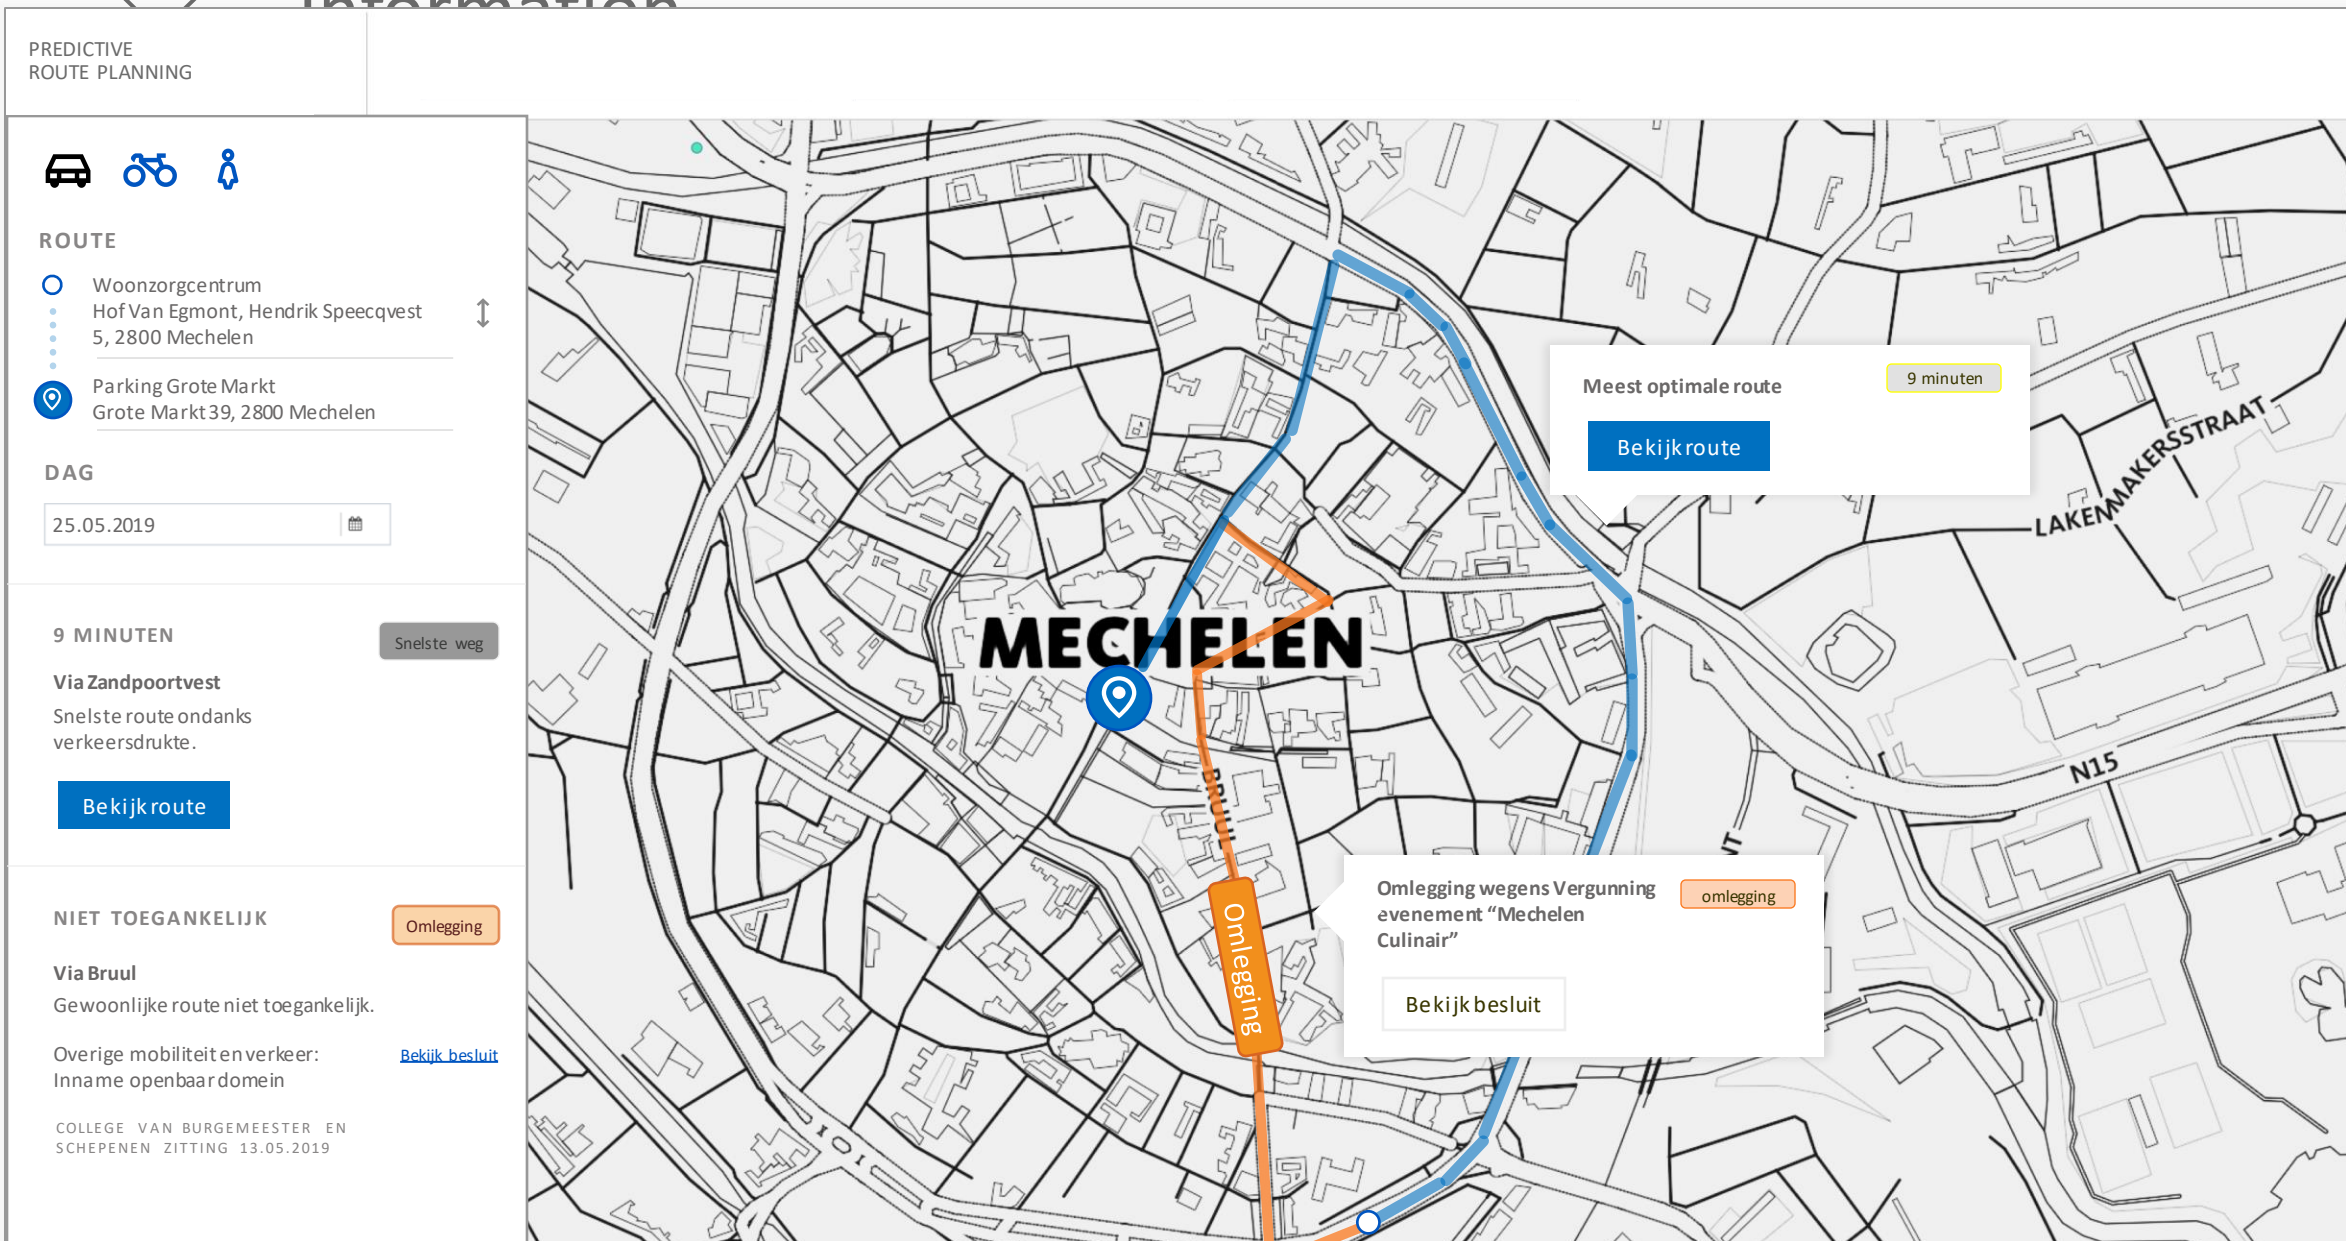 Information
PREDICTIVE
ROUTE PLANNING
ROUTE
Woonzorgcentrum
Hof Van Egmont, Hendrik Speecqvest
5, 2800 Mechelen
Parking Grote Markt
Grote Markt 39, 2800 Mechelen
DAG
25.05.2019
9 MINUTEN
Snelste weg
Via Zandpoortvest
Snelste route ondanks
verkeersdrukte.
Bekijk route
NIET TOEGANKELIJK
Omlegging
Via Bruul
Gewoonlijke route niet toegankelijk.
Overige mobiliteit en verkeer:
Inname openbaar domein
Bekijk besluit
COLLEGE VAN BURGEMEESTER EN
SCHEPENEN ZITTING 13.05.2019
Meest optimale route
9 minuten
Bekijk route
LAKENMAKERSSTRAAT
MECHELEN
N15
BRUUL
Omlegging
Omlegging wegens Vergunning
evenement “Mechelen
Culinair”
omlegging
Bekijk besluit